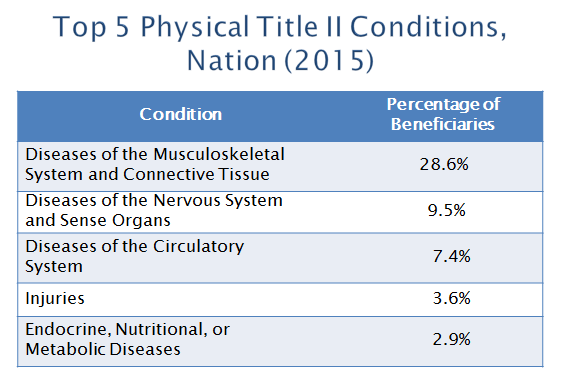 Top 5 Physical Title II Conditions,
Nation (2015)
Condition
Percentage of
Beneficiaries
Diseases of the Musculoskeletal
System and Connective Tissue
28.6%
Diseases of the Nervous System
and Sense Organs
9.5%
Diseases of the Circulatory
System
7.4%
Injuries
3.6%
Endocrine, Nutritional, or
Metabolic Diseases
2.9%